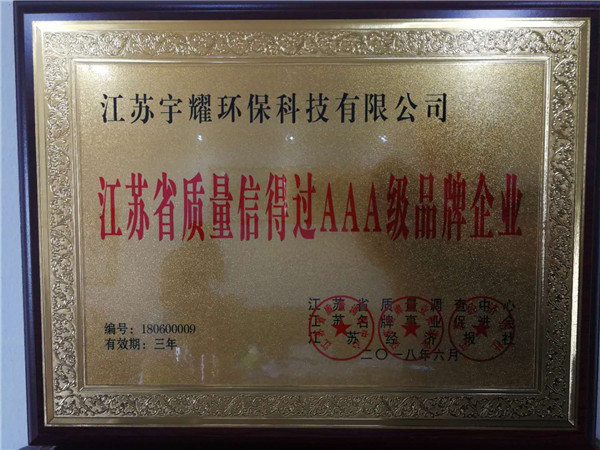 江苏宇耀环保科技有限公司
江苏省质量信得过AAA级品牌企业
编号：180600009
有效期：三年
江苏省质量调查中心
江苏名牌事业促进会
江苏经济报社
二〇一八年六月